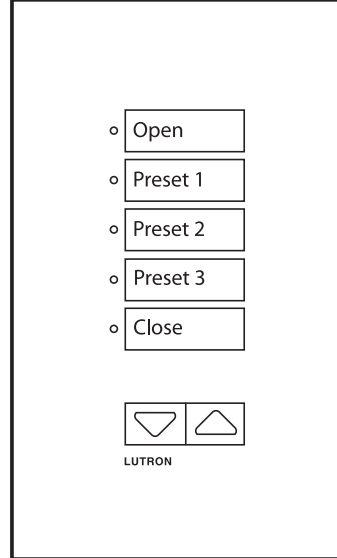 Open
Preset 1
Preset 2
Preset 3
Close
LUTRON